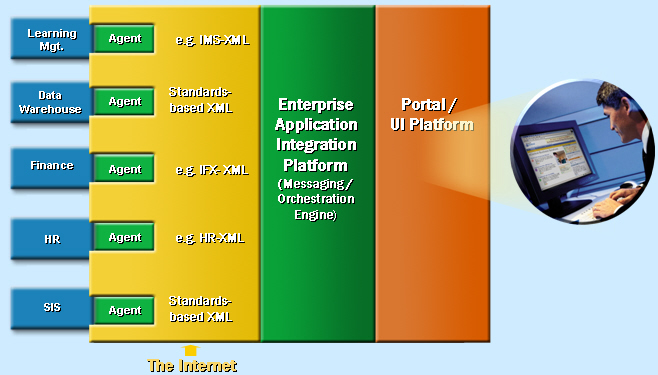 Learning
Mgt.
Agent
e.g. IMS-XML
Data
Warehouse
Agent
Standards-
based XML
Finance
Agent
e.g. IFX- XML
HR
Agent
e.g. HR-XML
SIS
Agent
Standards-
based XML
Enterprise
Application
Integration
Platform
(Messaging /
Orchestration
Engine)
Portal /
UI Platform
The Internet